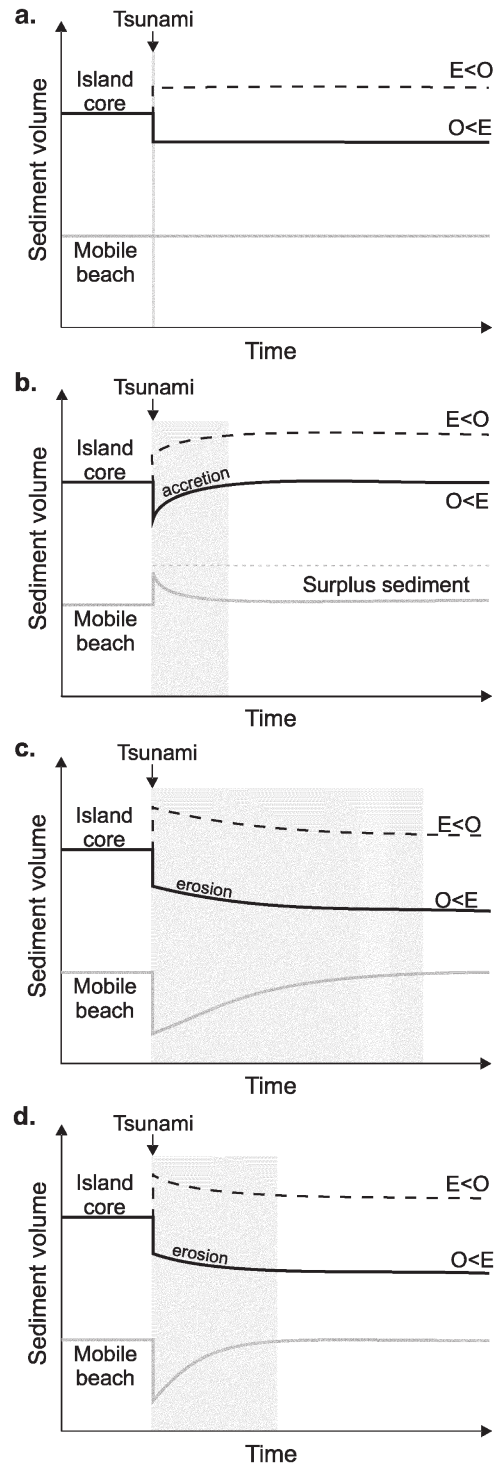 a.
Tsunami
Island
core
E<O
O<E
Mobile
beach
Sediment volume
Time
b.
Tsunami
Island
core
E<O
accretion
O<E
Surplus sediment
Mobile
beach
Sediment volume
Time
c.
Tsunami
Island
core
E<O
erosion
O<E
Mobile
beach
Sediment volume
Time
d.
Tsunami
Island
core
E<O
erosion
O<E
Mobile
beach
Sediment volume
Time